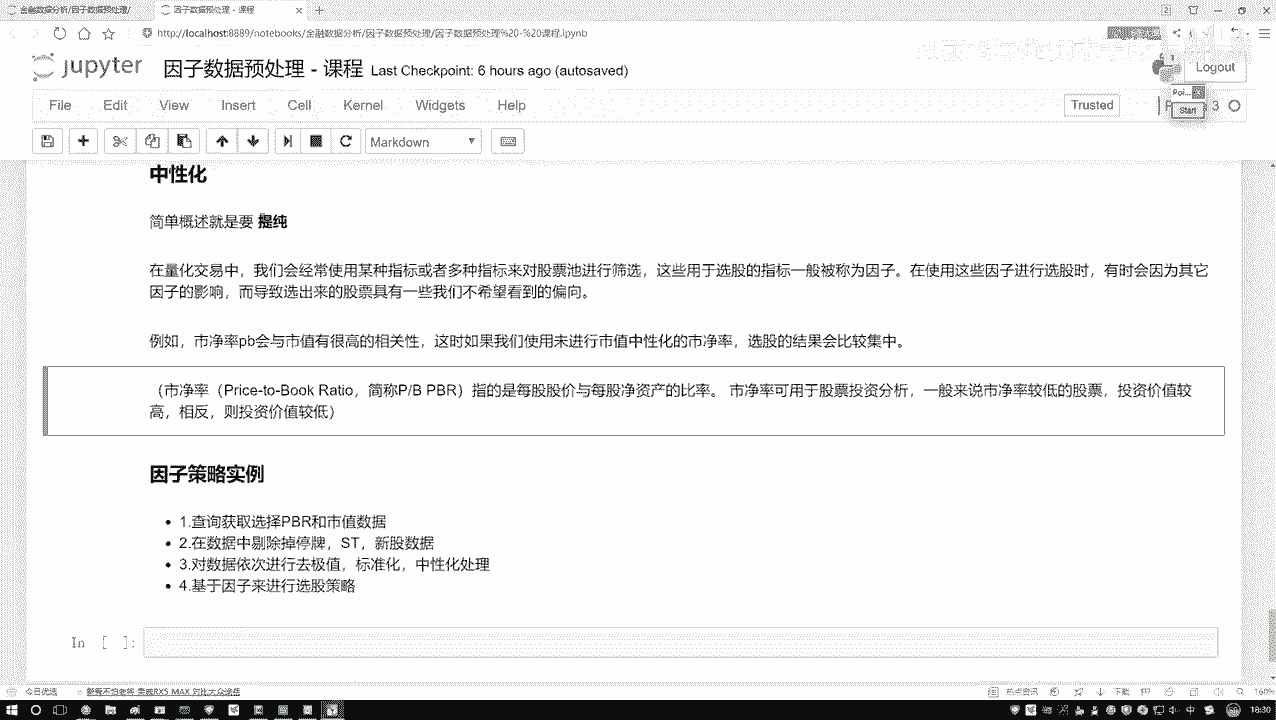 金融数据分析/因子数据预处理/
因子数据预处理 - 课程
http://localhost:8889/notebooks/金融数据分析/因子数据预处理/因子数据预处理%20-%20课程.ipynb
jupyter 因子数据预处理 - 课程 Last Checkpoint: 6 hours ago (autosaved)
Logout
File Edit View Insert Cell Kernel Widgets Help
Trusted
3
Poi...
Start
Markdown
中性化
简单概述就是要 提纯
在量化交易中，我们会经常使用某种指标或者多种指标来对股票池进行筛选，这些用于选股的指标一般被称为因子。在使用这些因子进行选股时，有时会因为其它
因子的影响，而导致选出来的股票具有一些我们不希望看到的偏向。
例如，市净率pb会与市值有很高的相关性，这时如果我们使用未进行市值中性化的市净率，选股的结果会比较集中。
（市净率（Price-to-Book Ratio，简称P/B PBR）指的是每股股价与每股净资产的比率。 市净率可用于股票投资分析，一般来说市净率较低的股票，投资价值较
高，相反，则投资价值较低）
因子策略实例
1.查询获取选择PBR和市值数据
2.在数据中剔除掉停牌，ST，新股数据
3.对数据依次进行去极值，标准化，中性化处理
4.基于因子来进行选股策略
In [ ]:
今日优选
热点资讯
下载
160%
中
18:30